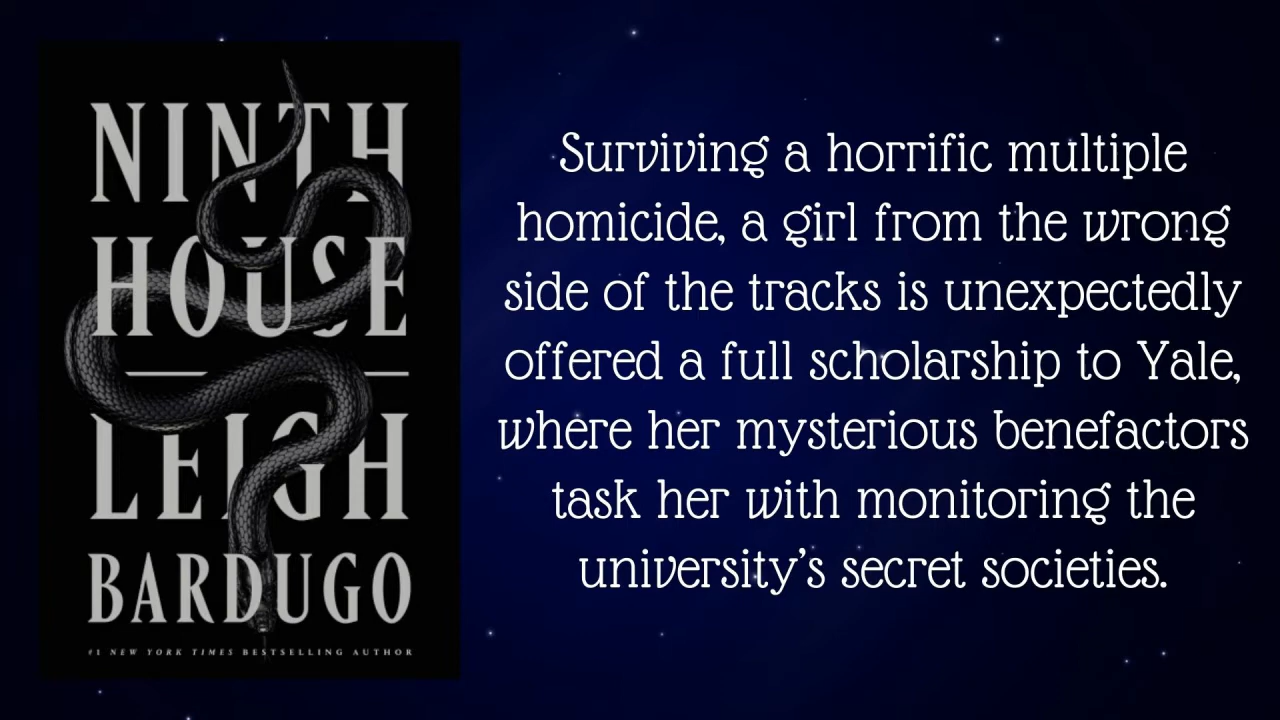 NINTH
HOUSE
LEIGH
BARDUGO
#1 NEW YORK TIMES BESTSELLING AUTHOR
Surviving a horrific multiple
homicide, a girl from the wrong
side of the tracks is unexpectedly
offered a full scholarship to Yale,
where her mysterious benefactors
task her with monitoring the
university's secret societies.